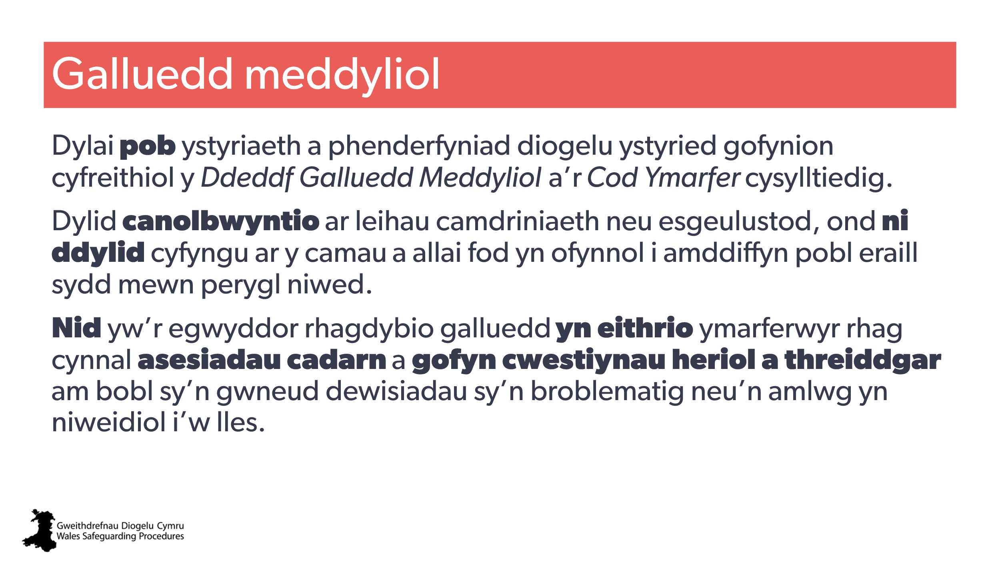 Galluedd meddyliol
Dylai pob ystyriaeth a phenderfyniad diogelu ystyried gofynion
cyfreithiol y Ddeddf Galluedd Meddyliol a’r Cod Ymarfer cysylltiedig.
Dylid canolbwyntio ar leihau camdriniaeth neu esgeulustod, ond ni
ddylid cyfyngu ar y camau a allai fod yn ofynnol i amddiffyn pobl eraill
sydd mewn perygl niwed.
Nid yw’r egwyddor rhagdybio galluedd yn eithrio ymarferwyr rhag
cynnal asesiadau cadarn a gofyn cwestiynau heriol a threiddgar
am bobl sy’n gwneud dewisiadau sy’n broblematig neu’n amlwg yn
niweidiol i’w lles.
Gweithdrefnau Diogelu Cymru
Wales Safeguarding Procedures